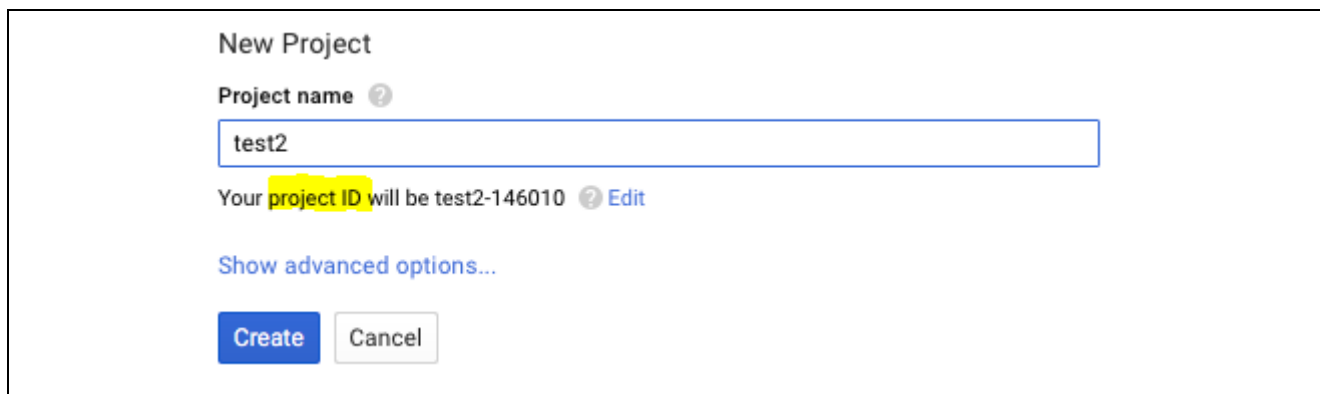 New Project
Project name ?
test2
Your project ID will be test2-146010 ? Edit
Show advanced options...
Create Cancel